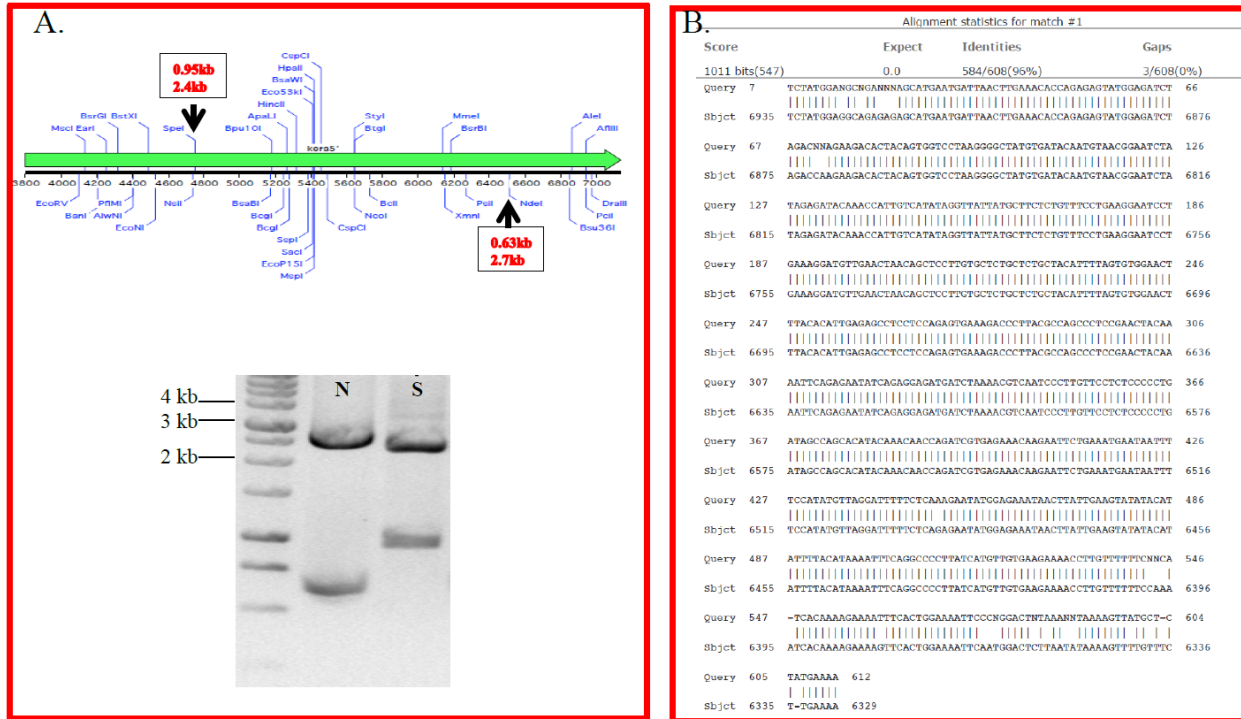 A.
0.95kb
2.4kb
CspCI
HpaII
BsaWI
Eco53kI
HincII
BsrGI BstXI
ApaLI
StyI
MmeI
AleI
MscI EarI
SpeI
Bpu10I
BtgI
BsrBI
AflIII
kora5'
3800 4000 4200 4400 4600 4800 5000 5200 5400 5600 5800 6000 6200 6400 6600 6800 7000
EcoRV
PflMI
NsiI
BsaBI
BclI
PsiI
NdeI
DraIII
BanI
AlwNI
BcgI
NcoI
XmnI
PciI
EcoNI
BcgI
CspCI
Bsu36I
SspI
SacI
EcoP15I
MspI
0.63kb
2.7kb
N S
4 kb
3 kb
2 kb
B.
Alignment statistics for match #1
Score Expect Identities Gaps
1011 bits(547) 0.0 584/608(96%) 3/608(0%)
Query 7 TCTATGGANGCNGANNNAGCATGAATGATTAACTTGAAACACCAGAGAGTATGGAGATCT 66
Sbjct 6935 TCTATGGAGGCAGAGAGAGCATGAATGATTAACTTGAAACACCAGAGAGTATGGAGATCT 6876
Query 67 AGACNNAGAAGACACTACAGTGGTCCTAAGGGGCTATGTGATACAATGTAACGGAATCTA 126
Sbjct 6875 AGACCAAGAAGACACTACAGTGGTCCTAAGGGGCTATGTGATACAATGTAACGGAATCTA 6816
Query 127 TAGAGATACAAACCATTGTCATATAGGTTATTATGCTTCTCTGTTTCCTGAAGGAATCCT 186
Sbjct 6815 TAGAGATACAAACCATTGTCATATAGGTTATTATGCTTCTCTGTTTCCTGAAGGAATCCT 6756
Query 187 GAAAGGATGTTGAACTAACAGCTCCTTGTGCTCTGCTCTGCTACATTTTAGTGTGGAACT 246
Sbjct 6755 GAAAGGATGTTGAACTAACAGCTCCTTGTGCTCTGCTCTGCTACATTTTAGTGTGGAACT 6696
Query 247 TTACACATTGAGAGCCTCCTCCAGAGTGAAAGACCCTTACGCCAGCCCTCCGAACTACAA 306
Sbjct 6695 TTACACATTGAGAGCCTCCTCCAGAGTGAAAGACCCTTACGCCAGCCCTCCGAACTACAA 6636
Query 307 AATTCAGAGAATATCAGAGGAGATGATCTAAAACGTCAATCCCTTGTTCCTCTCCCCCTG 366
Sbjct 6635 AATTCAGAGAATATCAGAGGAGATGATCTAAAACGTCAATCCCTTGTTCCTCTCCCCCTG 6576
Query 367 ATAGCCAGCACATACAAACAACCAGATCGTGAGAAACAAGAATTCTGAAATGAATAATTT 426
Sbjct 6575 ATAGCCAGCACATACAAACAACCAGATCGTGAGAAACAAGAATTCTGAAATGAATAATTT 6516
Query 427 TCCATATGTTAGGATTTTTCTCAAAGAATATGGAGAAATAACTTATTGAAGTATATACAT 486
Sbjct 6515 TCCATATGTTAGGATTTTTCTCAGAGAATATGGAGAAATAACTTATTGAAGTATATACAT 6456
Query 487 ATTTTACATAAAATTTCAGGCCCCTTATCATGTTGTGAAGAAAACCTTGTTTTTTCNNCA 546
Sbjct 6455 ATTTTACATAAAATTTCAGGCCCCTTATCATGTTGTGAAGAAAACCTTGTTTTTTCCAAA 6396
Query 547 -TCACAAAAGAAAATTTCACTGGAAAATTCCCNGGACTNTAAANNTAAAAGTTATGCT-C 604
Sbjct 6395 ATCACAAAAGAAAAGTTCACTGGAAAATTCAATGGACTCTTAATATAAAAGTTTTGTTTC 6336
Query 605 TATGAAAA 612
Sbjct 6335 T-TGAAAA 6329